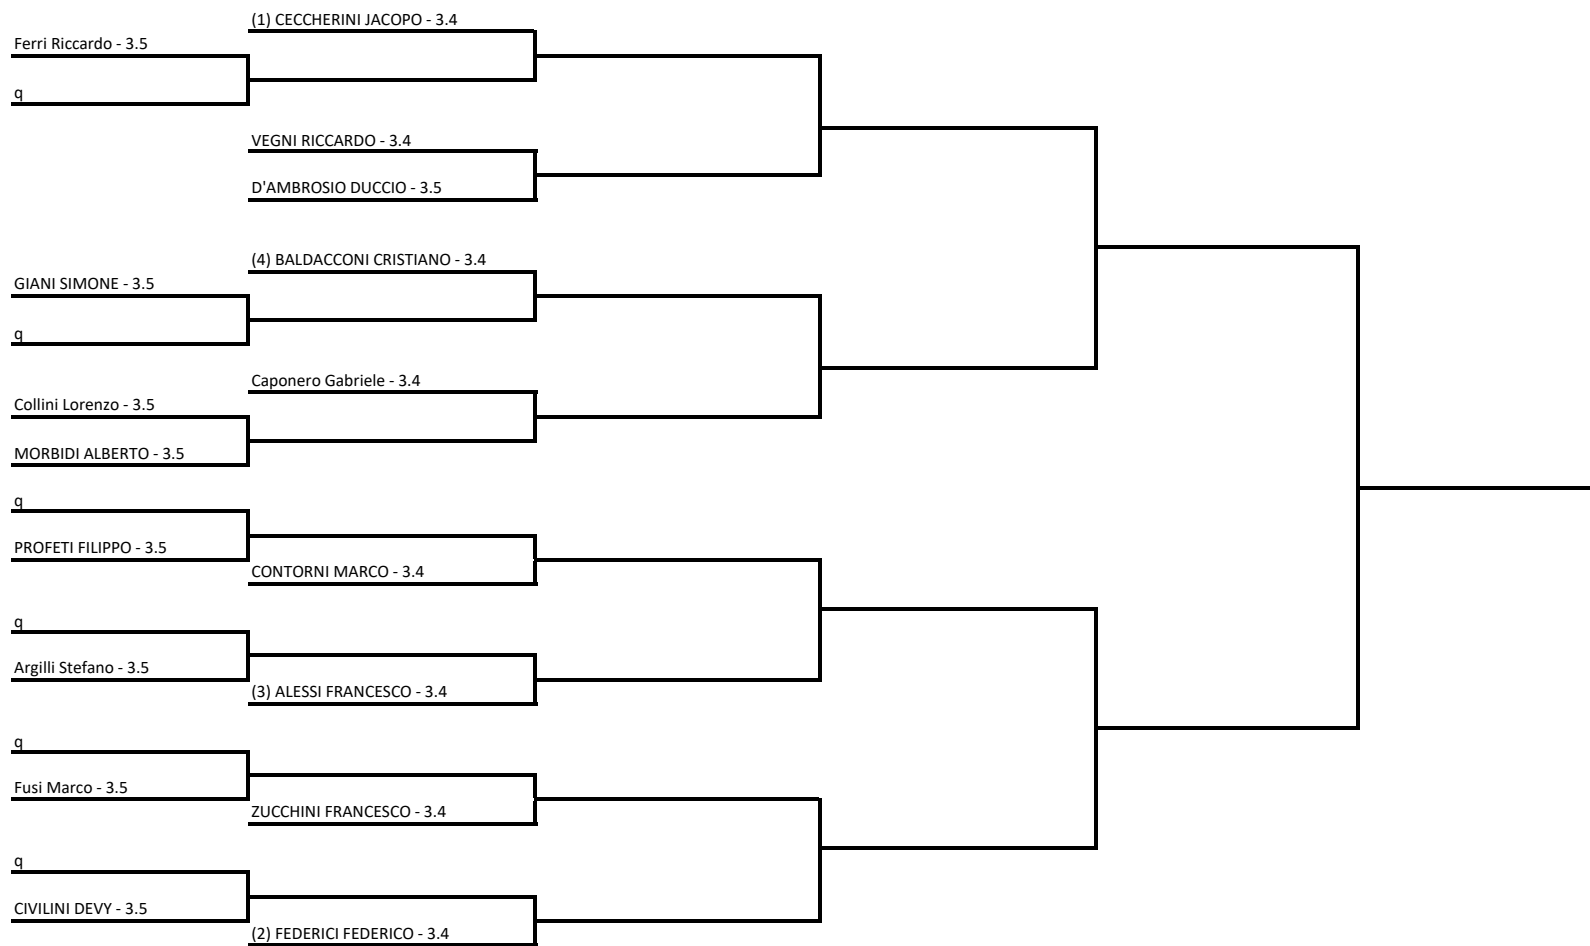 (1) CECCHERINI JACOPO - 3.4
Ferri Riccardo - 3.5
q
VEGNI RICCARDO - 3.4
D'AMBROSIO DUCCIO - 3.5
(4) BALDACCONI CRISTIANO - 3.4
GIANI SIMONE - 3.5
q
Caponero Gabriele - 3.4
Collini Lorenzo - 3.5
MORBIDI ALBERTO - 3.5
q
PROFETI FILIPPO - 3.5
CONTORNI MARCO - 3.4
q
Argilli Stefano - 3.5
(3) ALESSI FRANCESCO - 3.4
q
Fusi Marco - 3.5
ZUCCHINI FRANCESCO - 3.4
q
CIVILINI DEVY - 3.5
(2) FEDERICI FEDERICO - 3.4